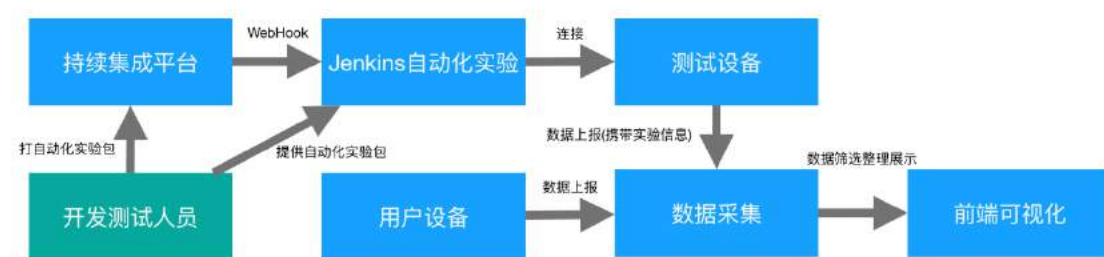 WebHook
连接
持续集成平台
Jenkins自动化实验
测试设备
打自动化实验包
提供自动化实验包
数据上报(携带实验信息)
数据筛选整理展示
数据上报
开发测试人员
用户设备
数据采集
前端可视化